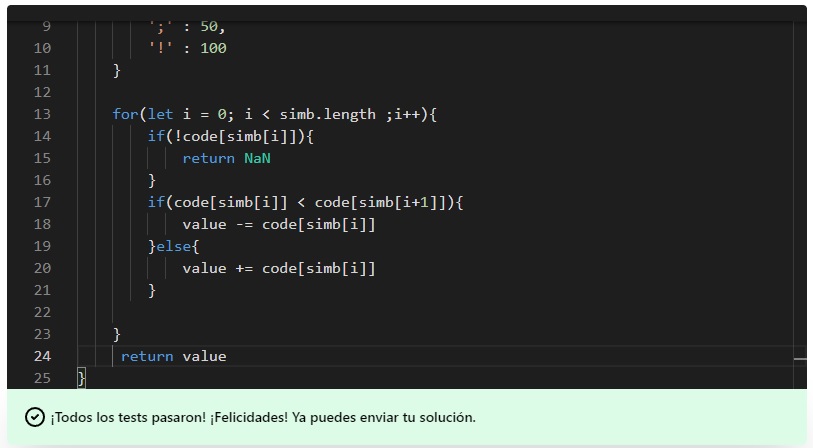 9 ';' : 50,
10 '!' : 100
11 }
12
13 for(let i = 0; i < simb.length ;i++){
14 if(!code[simb[i]]){
15 return NaN
16 }
17 if(code[simb[i]] < code[simb[i+1]]){
18 value -= code[simb[i]]
19 }else{
20 value += code[simb[i]]
21 }
22
23 }
24 return value
25 }
¡Todos los tests pasaron! ¡Felicidades! Ya puedes enviar tu solución.